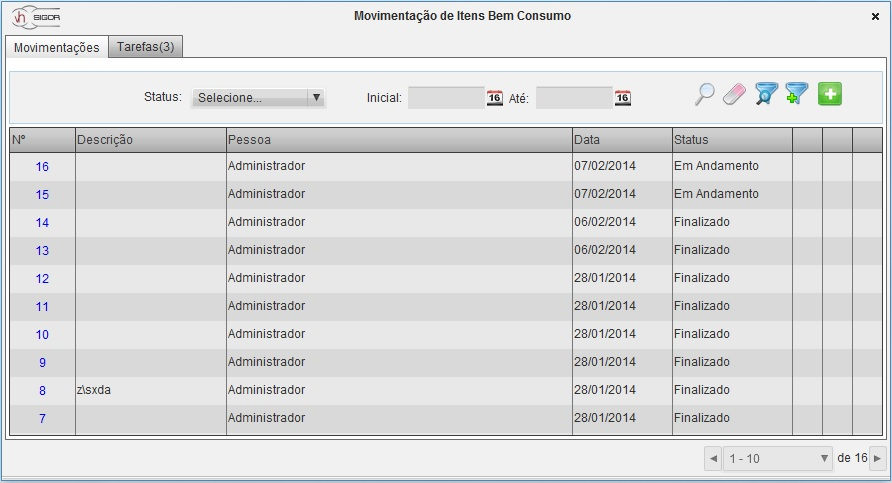 SIGOR Movimentação de Itens Bem Consumo
Movimentações Tarefas(3)
Status: Selecione... Inicial: 16 Até: 16
Nº Descrição Pessoa Data Status
16 Administrador 07/02/2014 Em Andamento
15 Administrador 07/02/2014 Em Andamento
14 Administrador 06/02/2014 Finalizado
13 Administrador 06/02/2014 Finalizado
12 Administrador 28/01/2014 Finalizado
11 Administrador 28/01/2014 Finalizado
10 Administrador 28/01/2014 Finalizado
9 Administrador 28/01/2014 Finalizado
8 z\sxda Administrador 28/01/2014 Finalizado
7 Administrador 28/01/2014 Finalizado
1 - 10 de 16